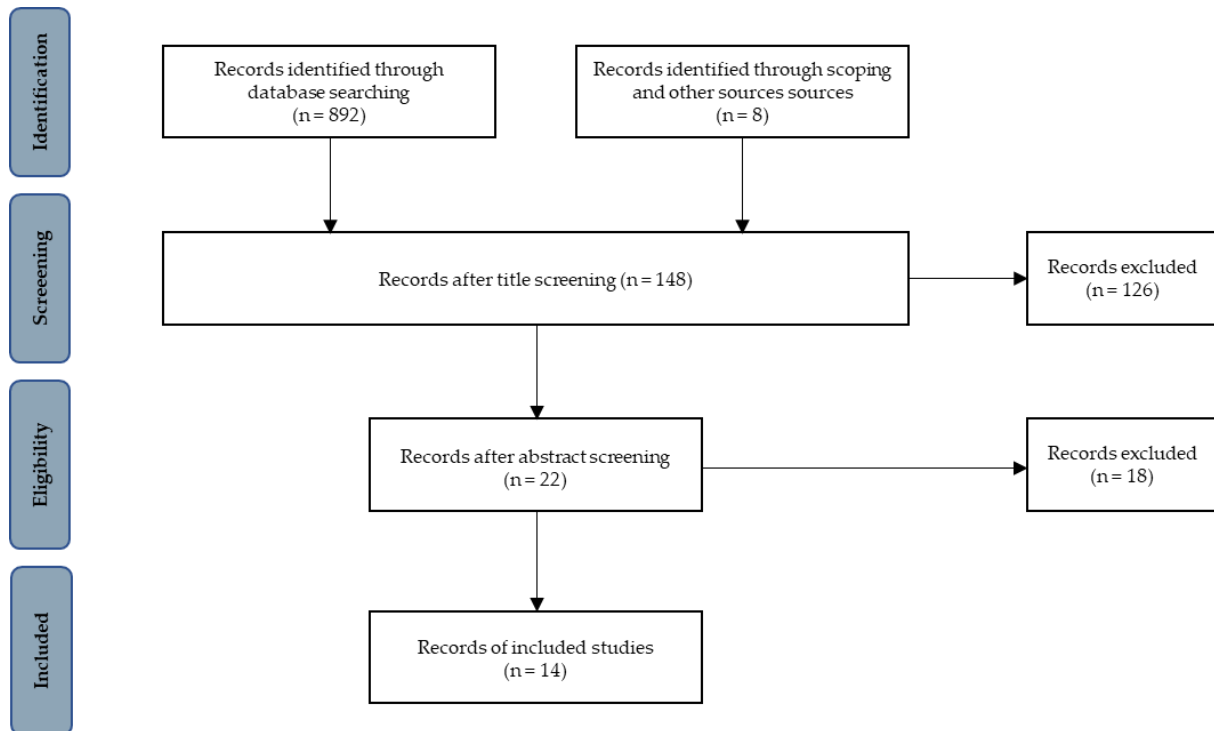 Identification
Records identified through
database searching
(n = 892)
Records identified through scoping
and other sources sources
(n = 8)
Screening
Records after title screening (n = 148)
Records excluded
(n = 126)
Eligibility
Records after abstract screening
(n = 22)
Records excluded
(n = 18)
Included
Records of included studies
(n = 14)